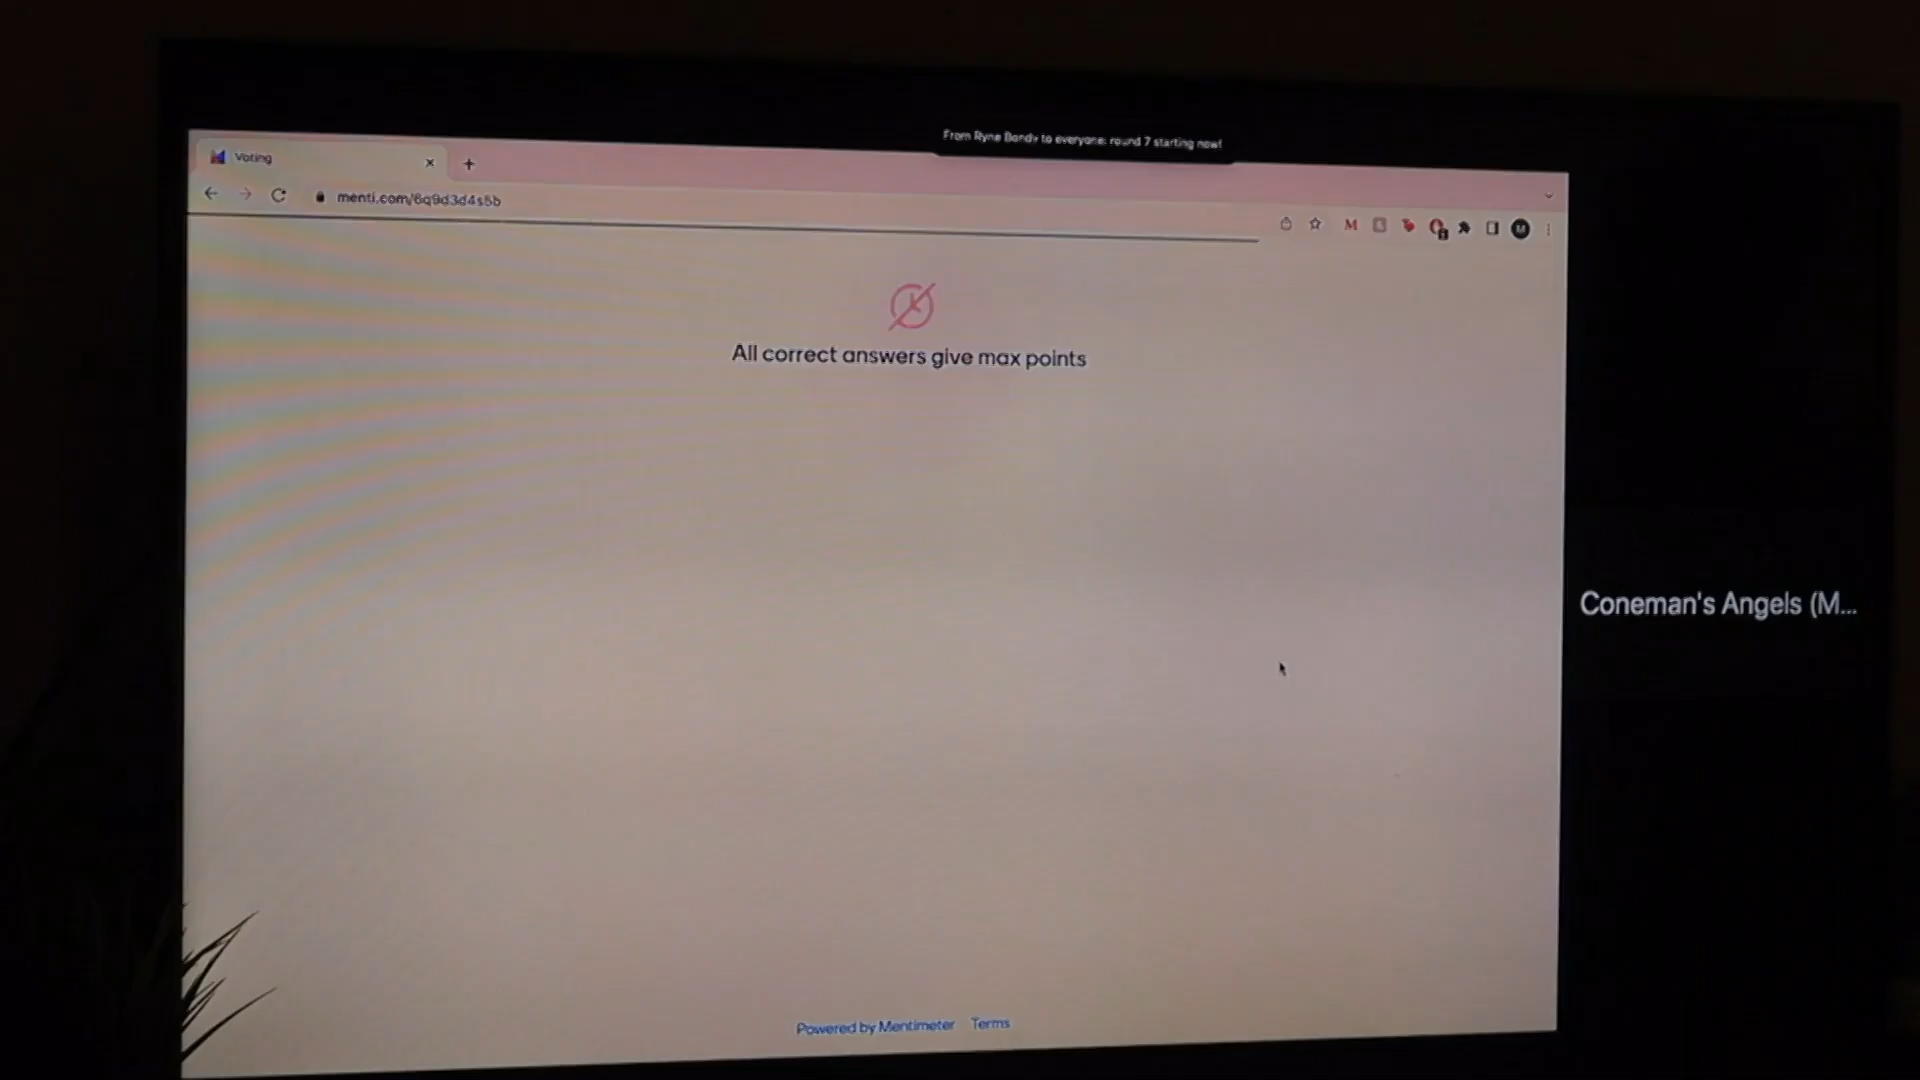 From Ryne Bandy to everyone: round 7 starting now!
Voting
menti.com/6q9d3d4s5b
All correct answers give max points
Coneman's Angels (M...
Powered by Mentimeter Terms